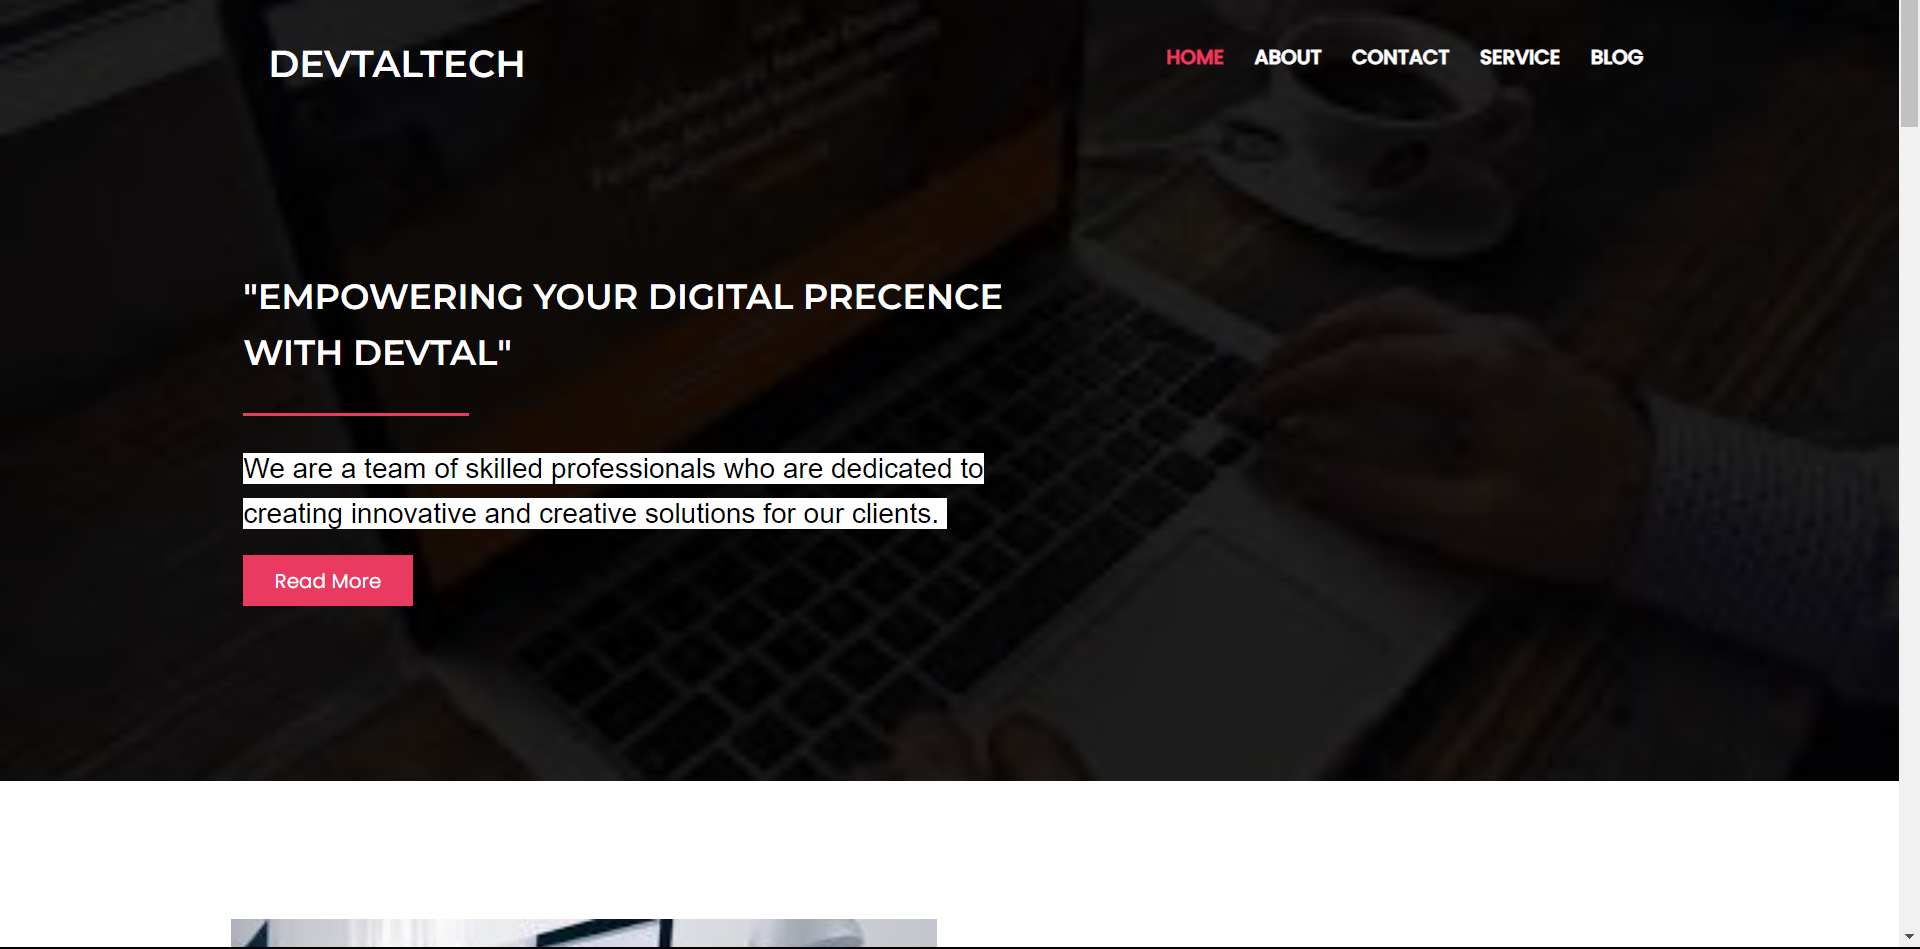 DEVTALTECH
HOME ABOUT CONTACT SERVICE BLOG
"EMPOWERING YOUR DIGITAL PRECENCE
WITH DEVTAL"
We are a team of skilled professionals who are dedicated to
creating innovative and creative solutions for our clients.
Read More